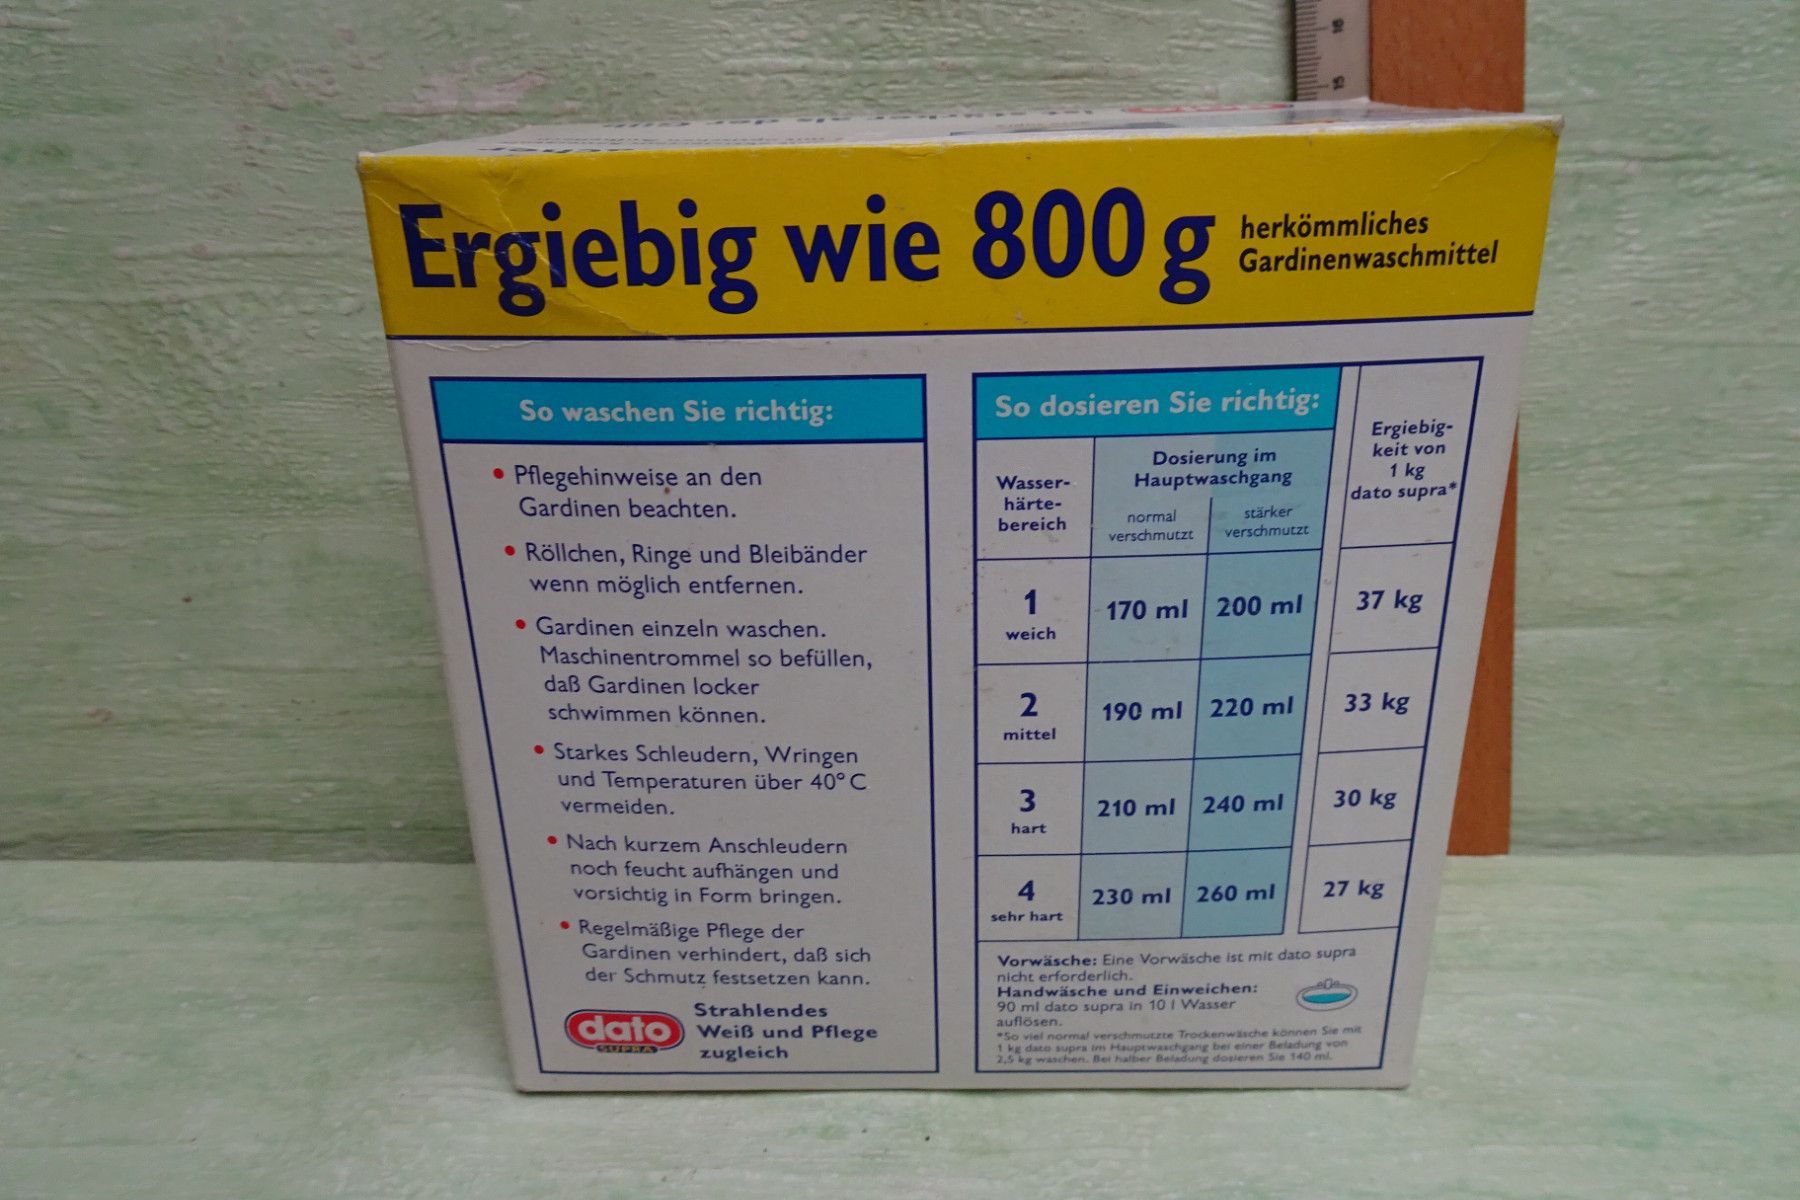 16
15
dato
Ergiebig wie 800 g
herkömmliches
Gardinenwaschmittel
So waschen Sie richtig:
• Pflegehinweise an den
Gardinen beachten.
• Röllchen, Ringe und Bleibänder
wenn möglich entfernen.
• Gardinen einzeln waschen.
Maschinentrommel so befüllen,
daß Gardinen locker
schwimmen können.
• Starkes Schleudern, Wringen
und Temperaturen über 40° C
vermeiden.
• Nach kurzem Anschleudern
noch feucht aufhängen und
vorsichtig in Form bringen.
• Regelmäßige Pflege der
Gardinen verhindert, daß sich
der Schmutz festsetzen kann.
dato
SUPRA
Strahlendes
Weiß und Pflege
zugleich
So dosieren Sie richtig:
Wasser-
härte-
bereich
Dosierung im
Hauptwaschgang
normal
verschmutzt
stärker
verschmutzt
Ergiebig-
keit von
1 kg
dato supra*
1
weich
170 ml
200 ml
37 kg
2
mittel
190 ml
220 ml
33 kg
3
hart
210 ml
240 ml
30 kg
4
sehr hart
230 ml
260 ml
27 kg
Vorwäsche: Eine Vorwäsche ist mit dato supra
nicht erforderlich.
Handwäsche und Einweichen:
90 ml dato supra in 10 l Wasser
auflösen.
*So viel normal verschmutzte Trockenwäsche können Sie mit
1 kg dato supra im Hauptwaschgang bei einer Beladung von
2,5 kg waschen. Bei halber Beladung dosieren Sie 140 ml.